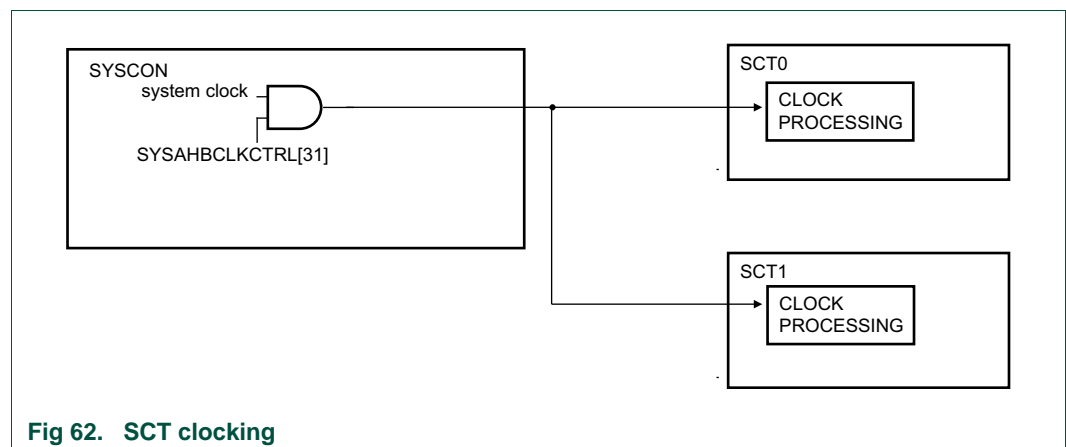 SYSCON
system clock
SYSAHBCLKCTRL[31]
SCT0
CLOCK
PROCESSING
SCT1
CLOCK
PROCESSING
Fig 62. SCT clocking